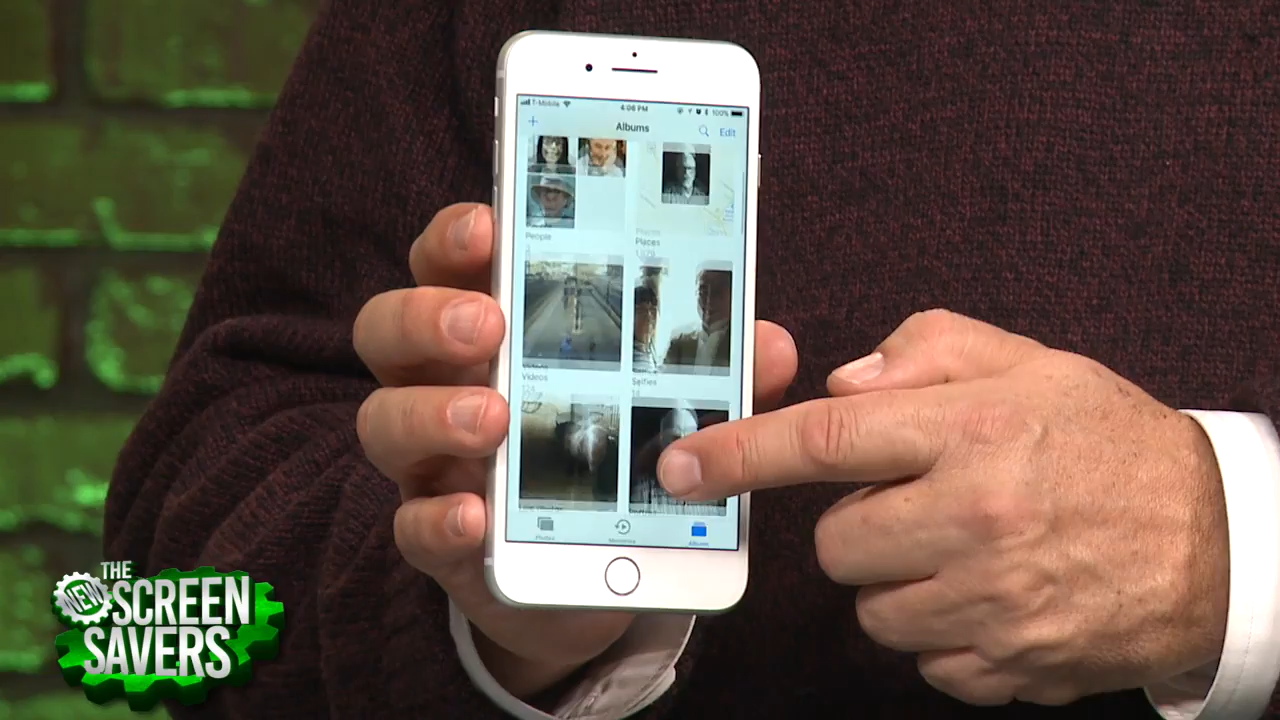 T-Mobile
4:06 PM
100%
Albums
Edit
People
Places
Videos
Selfies
Photos
Memories
Albums
THE
NEW
SCREEN
SAVERS